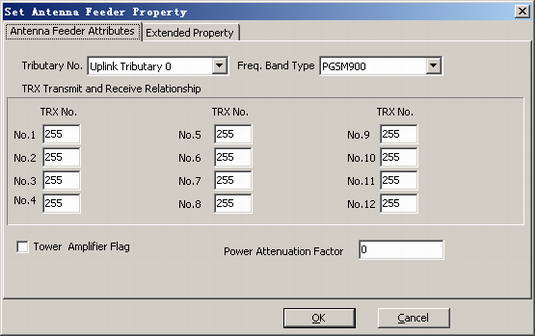 Set Antenna Feeder Property
Antenna Feeder Attributes Extended Property
Tributary No. Uplink Tributary 0 Freq. Band Type PGSM900
TRX Transmit and Receive Relationship
TRX No. TRX No. TRX No.
No.1 255 No.5 255 No.9 255
No.2 255 No.6 255 No.10 255
No.3 255 No.7 255 No.11 255
No.4 255 No.8 255 No.12 255
Tower Amplifier Flag Power Attenuation Factor 0
OK Cancel